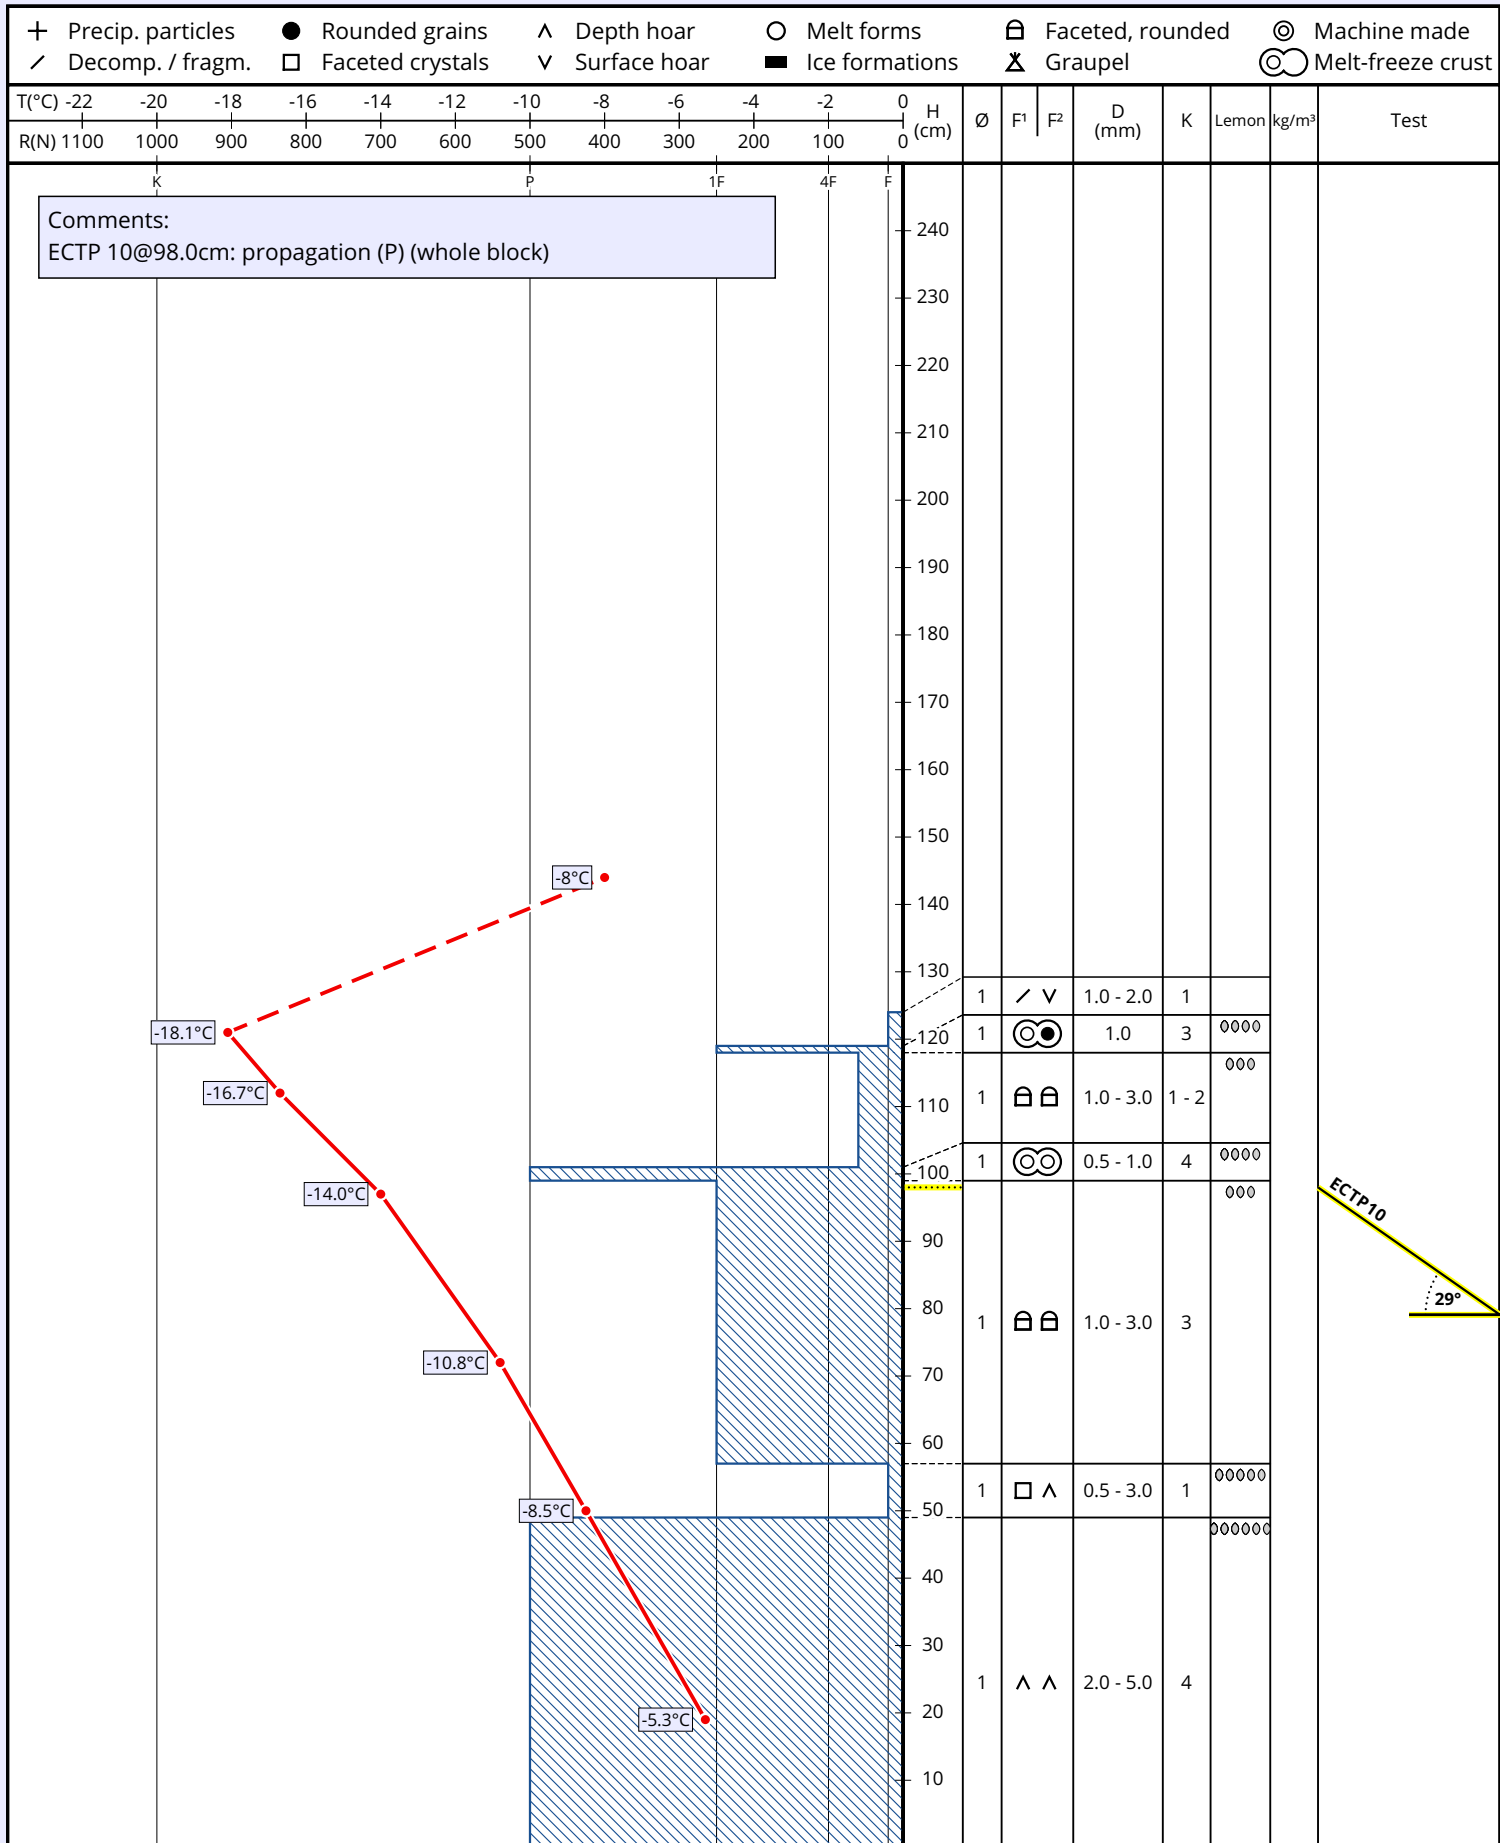 Precip. particles Rounded grains Depth hoar Melt forms Faceted, rounded Machine made
Decomp. / fragm. Faceted crystals Surface hoar Ice formations Graupel Melt-freeze crust
T(°C) -22 -20 -18 -16 -14 -12 -10 -8 -6 -4 -2 0
R(N) 1100 1000 900 800 700 600 500 400 300 200 100 0
H (cm) Ø F¹ F² D (mm) K Lemon kg/m³ Test
K P 1F 4F F
Comments:
ECTP 10@98.0cm: propagation (P) (whole block)
240
230
220
210
200
190
180
170
160
150
-8°C
140
130
1 1.0 - 2.0 1
-18.1°C 120 1 1.0 3
-16.7°C
110 1 1.0 - 3.0 1 - 2
100 1 0.5 - 1.0 4
-14.0°C
ECTP10
90
29°
80
1 1.0 - 3.0 3
-10.8°C
70
60
1 0.5 - 3.0 1
-8.5°C 50
40
30
1 2.0 - 5.0 4
-5.3°C 20
10